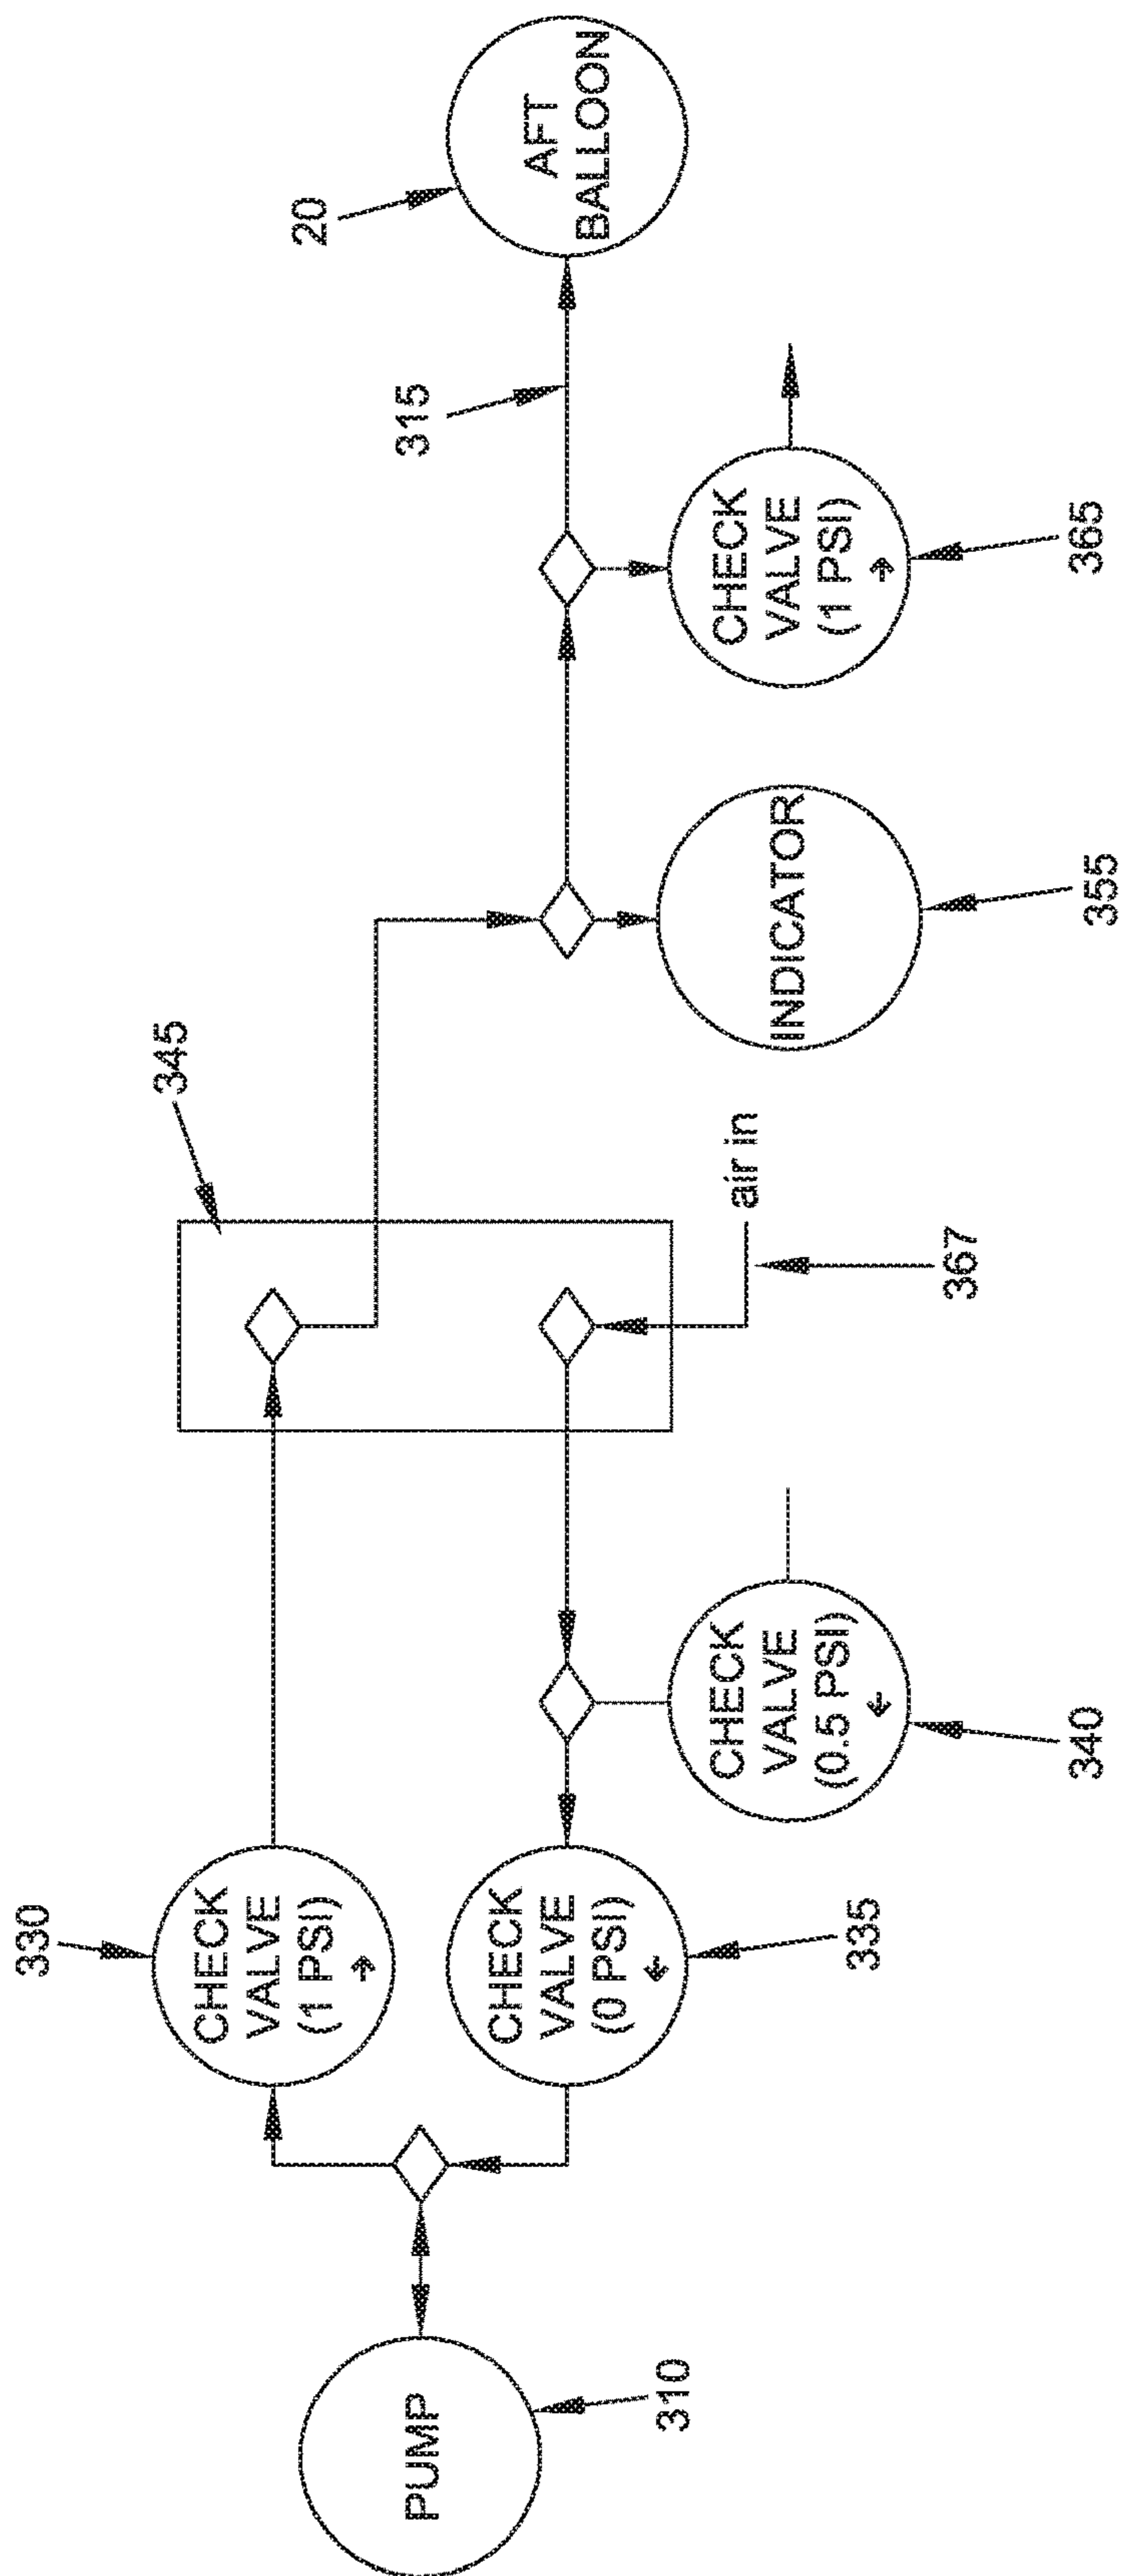 330
CHECK
VALVE
(1 PSI)
→
345
PUMP
310
CHECK
VALVE
(0 PSI)
←
335
CHECK
VALVE
(0.5 PSI)
←
340
air in
367
INDICATOR
355
315
CHECK
VALVE
(1 PSI)
→
365
20
AFT
BALLOON